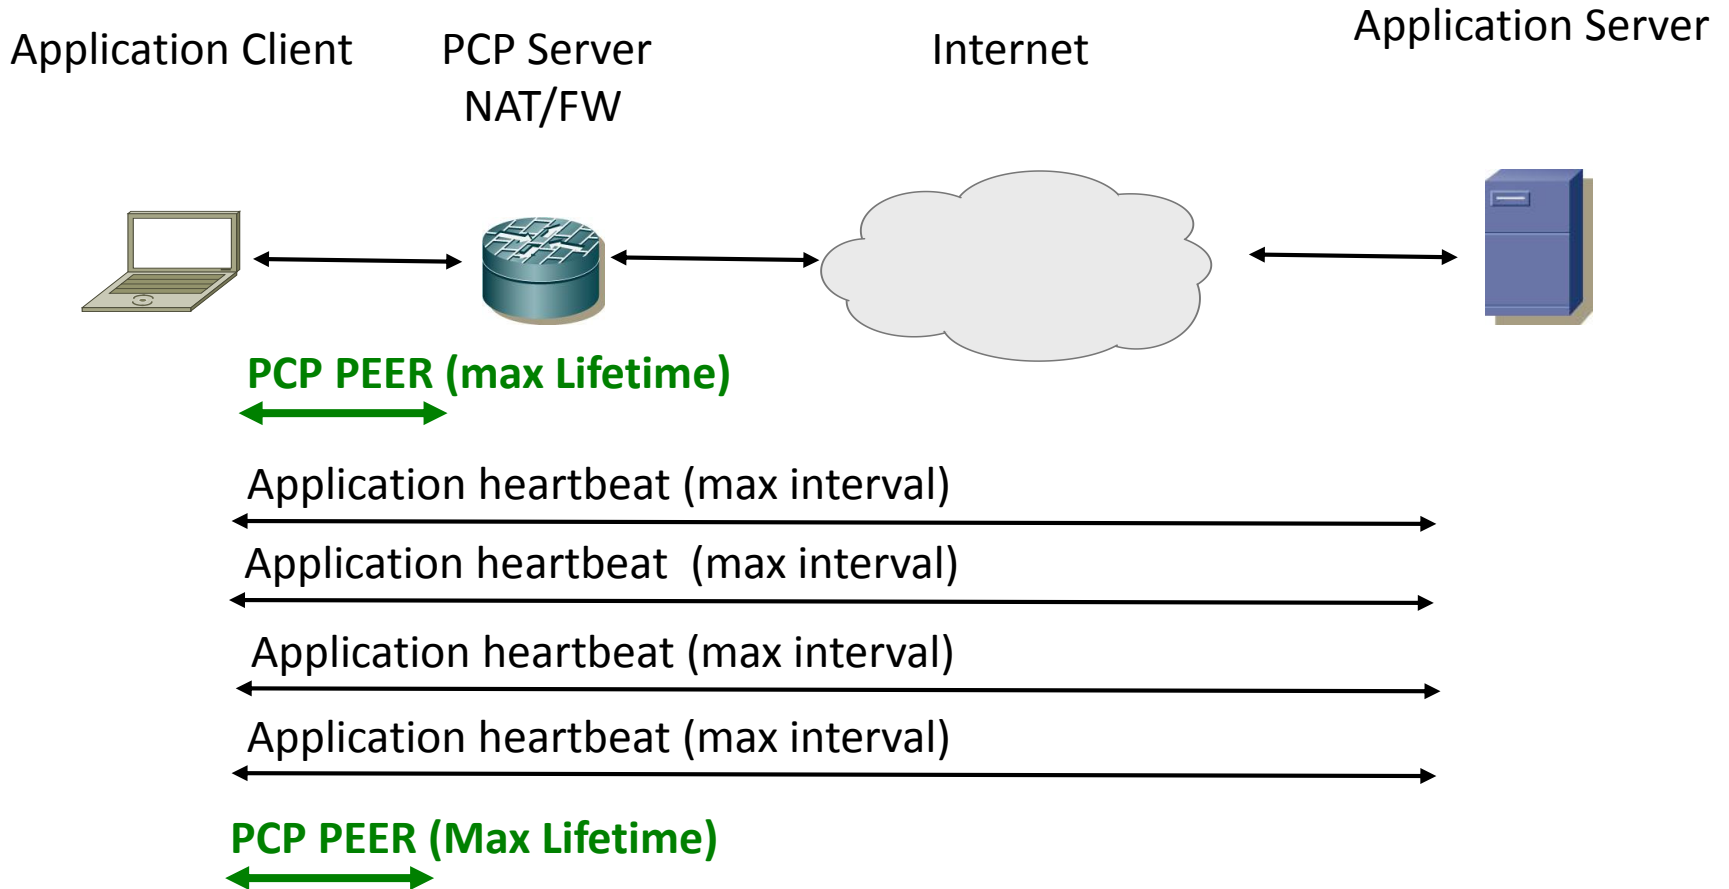 Application Client
PCP Server
NAT/FW
Internet
Application Server
PCP PEER (max Lifetime)
Application heartbeat (max interval)
Application heartbeat  (max interval)
Application heartbeat (max interval)
Application heartbeat (max interval)
PCP PEER (Max Lifetime)